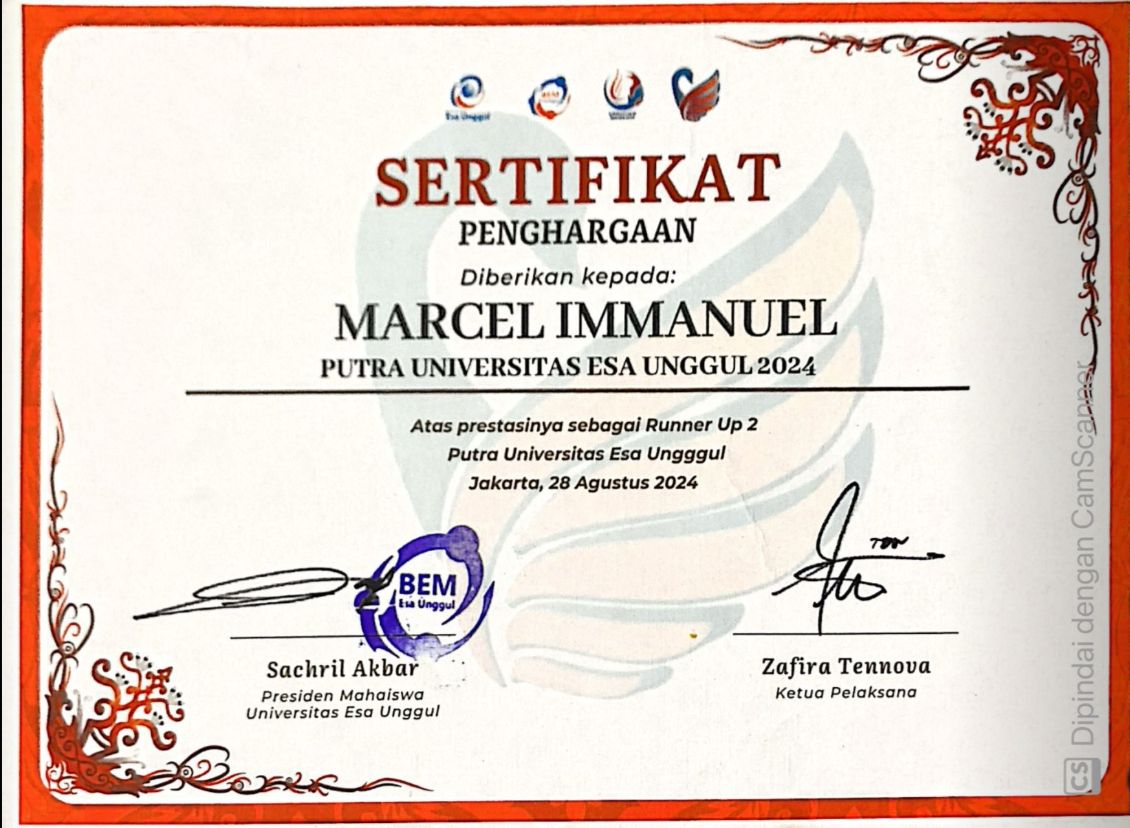 Esa Unggul
BEM
SERTIFIKAT
PENGHARGAAN
Diberikan kepada:
MARCEL IMMANUEL
PUTRA UNIVERSITAS ESA UNGGUL 2024
Atas prestasinya sebagai Runner Up 2
Putra Universitas Esa Ungggul
Jakarta, 28 Agustus 2024
BEM
Esa Unggul
TEN
Sachril Akbar
Presiden Mahaiswa
Universitas Esa Unggul
Zafira Tennova
Ketua Pelaksana
CS Dipindai dengan CamScanner